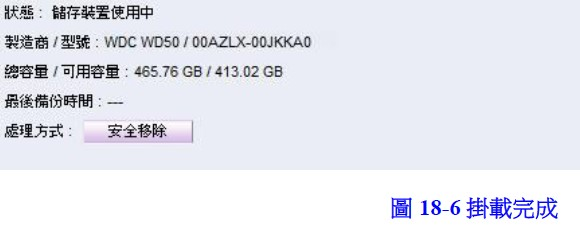 狀態： 儲存裝置使用中
製造商 / 型號：WDC WD50 / 00AZLX-00JKKA0
總容量 / 可用容量：465.76 GB / 413.02 GB
最後備份時間：---
處理方式： 安全移除
圖 18-6 掛載完成